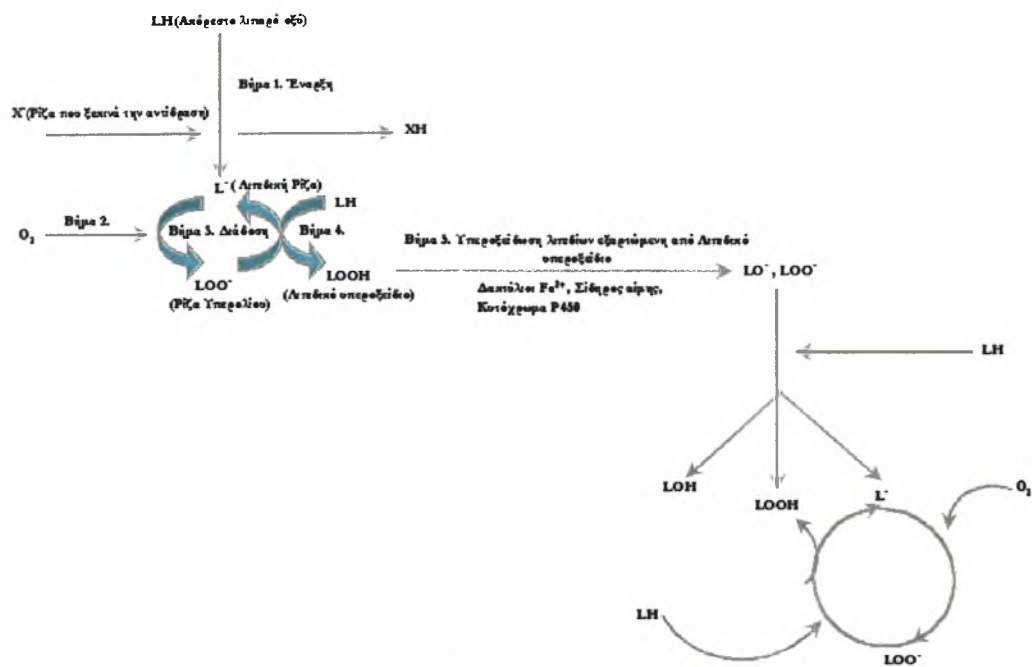 LH(Ακόρεστο λιπαρό οξύ)
Βήμα 1. Έναρξη
X˙(Ρίζα που ξεκινά την αντίδραση)
XH
L˙ (Λιπιδική Ρίζα)
LH
O₂
Βήμα 2.
Βήμα 3. Διάδοση
Βήμα 4.
LOO˙
(Ρίζα Υπερολίου)
LOOH
(Λιπιδικό υπεροξείδιο)
Βήμα 5. Υπεροξείδωση λιπιδίων εξαρτώμενη από Λιπιδικό
υπεροξείδιο
Δακτύλιοι Fe²⁺, Σίδηρος αίμης,
Κυτόχρωμα P450
LO˙, LOO˙
LH
LOH
LOOH
L˙
O₂
LH
LOO˙